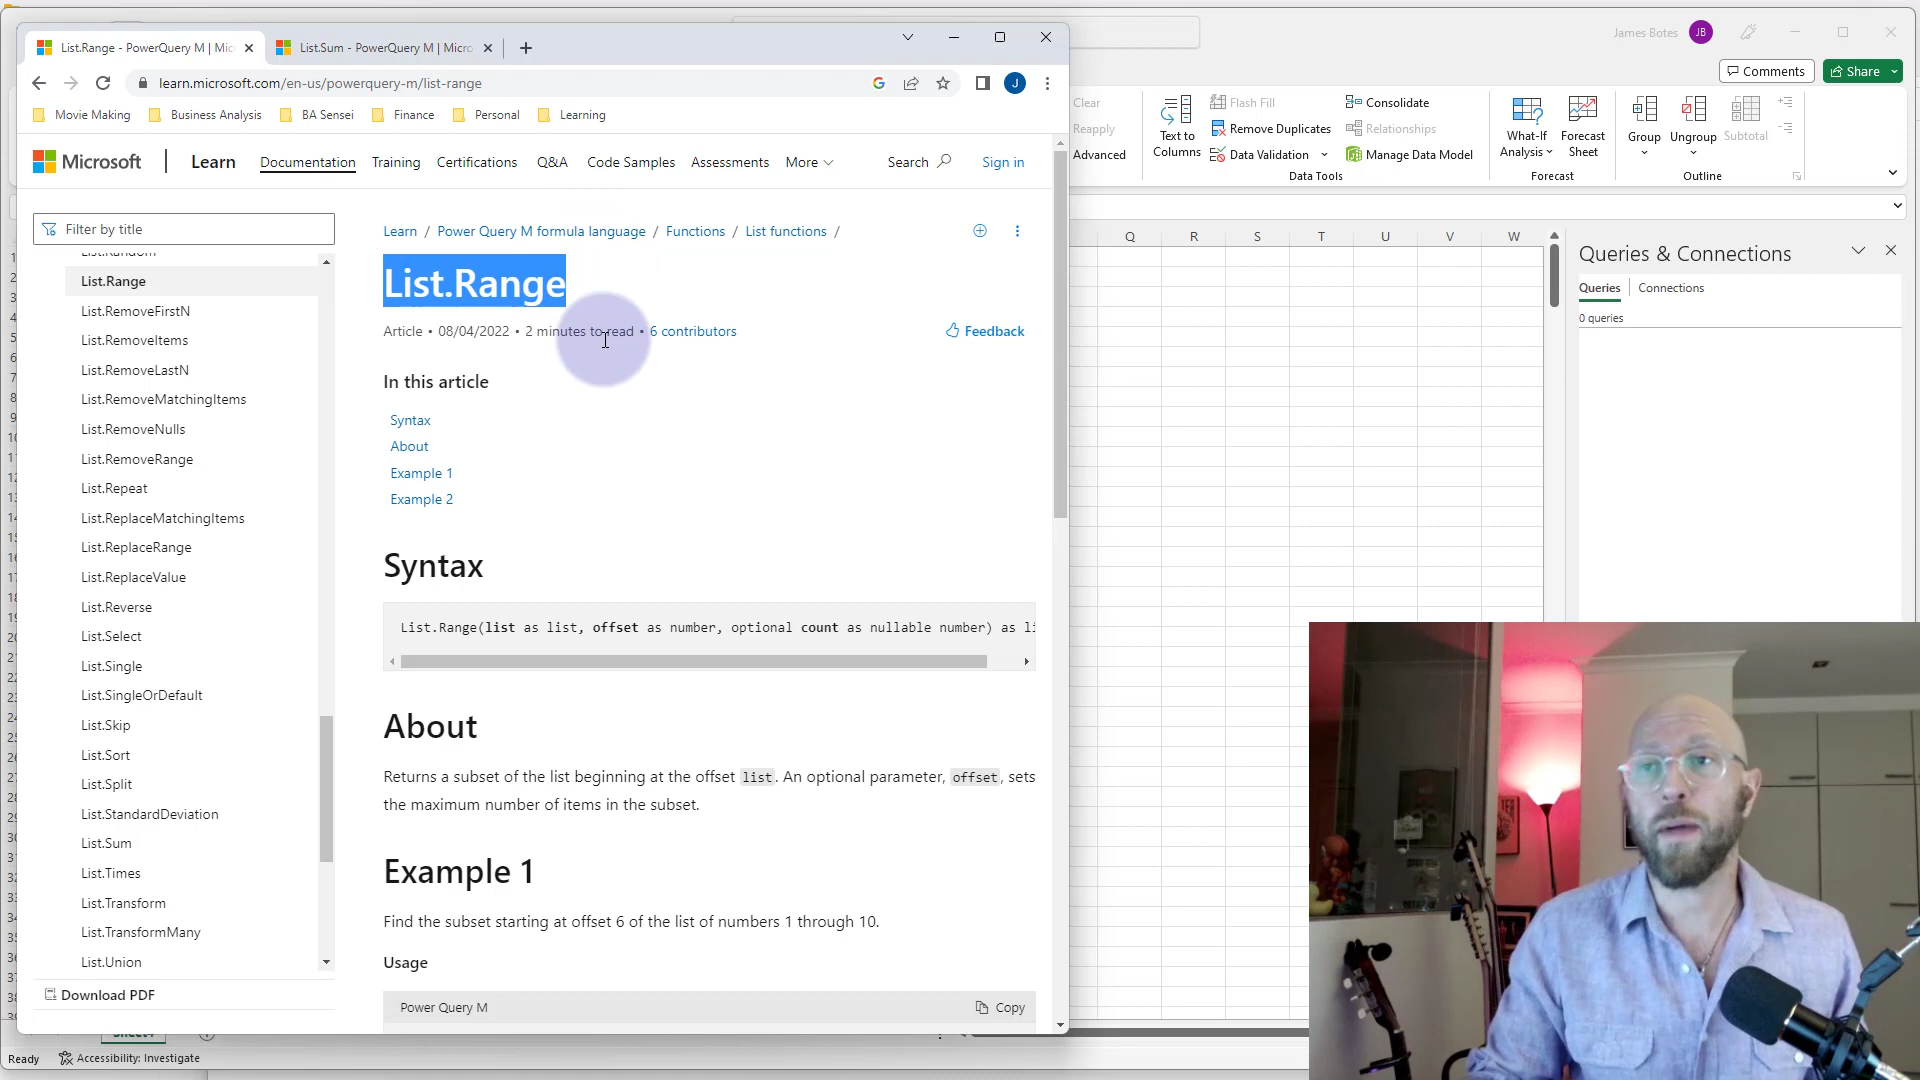 List.Range - PowerQuery M | Mic
List.Sum - PowerQuery M | Micro
learn.microsoft.com/en-us/powerquery-m/list-range
J
Movie Making
Business Analysis
BA Sensei
Finance
Personal
Learning
Microsoft
Learn
Documentation
Training
Certifications
Q&A
Code Samples
Assessments
More
Search
Sign in
Filter by title
List.Random
List.Range
List.RemoveFirstN
List.RemoveItems
List.RemoveLastN
List.RemoveMatchingItems
List.RemoveNulls
List.RemoveRange
List.Repeat
List.ReplaceMatchingItems
List.ReplaceRange
List.ReplaceValue
List.Reverse
List.Select
List.Single
List.SingleOrDefault
List.Skip
List.Sort
List.Split
List.StandardDeviation
List.Sum
List.Times
List.Transform
List.TransformMany
List.Union
Download PDF
Learn / Power Query M formula language / Functions / List functions /
List.Range
Article • 08/04/2022 • 2 minutes to read • 6 contributors
Feedback
In this article
Syntax
About
Example 1
Example 2
Syntax
List.Range(list as list, offset as number, optional count as nullable number) as li
About
Returns a subset of the list beginning at the offset list. An optional parameter, offset, sets
the maximum number of items in the subset.
Example 1
Find the subset starting at offset 6 of the list of numbers 1 through 10.
Usage
Power Query M
Copy
James Botes
JB
Comments
Share
Clear
Reapply
Advanced
Text to
Columns
Flash Fill
Remove Duplicates
Data Validation
Consolidate
Relationships
Manage Data Model
Data Tools
What-If
Analysis
Forecast
Sheet
Forecast
Group
Ungroup
Subtotal
Outline
Q R S T U V W
Queries & Connections
Queries
Connections
0 queries
Ready
Accessibility: Investigate